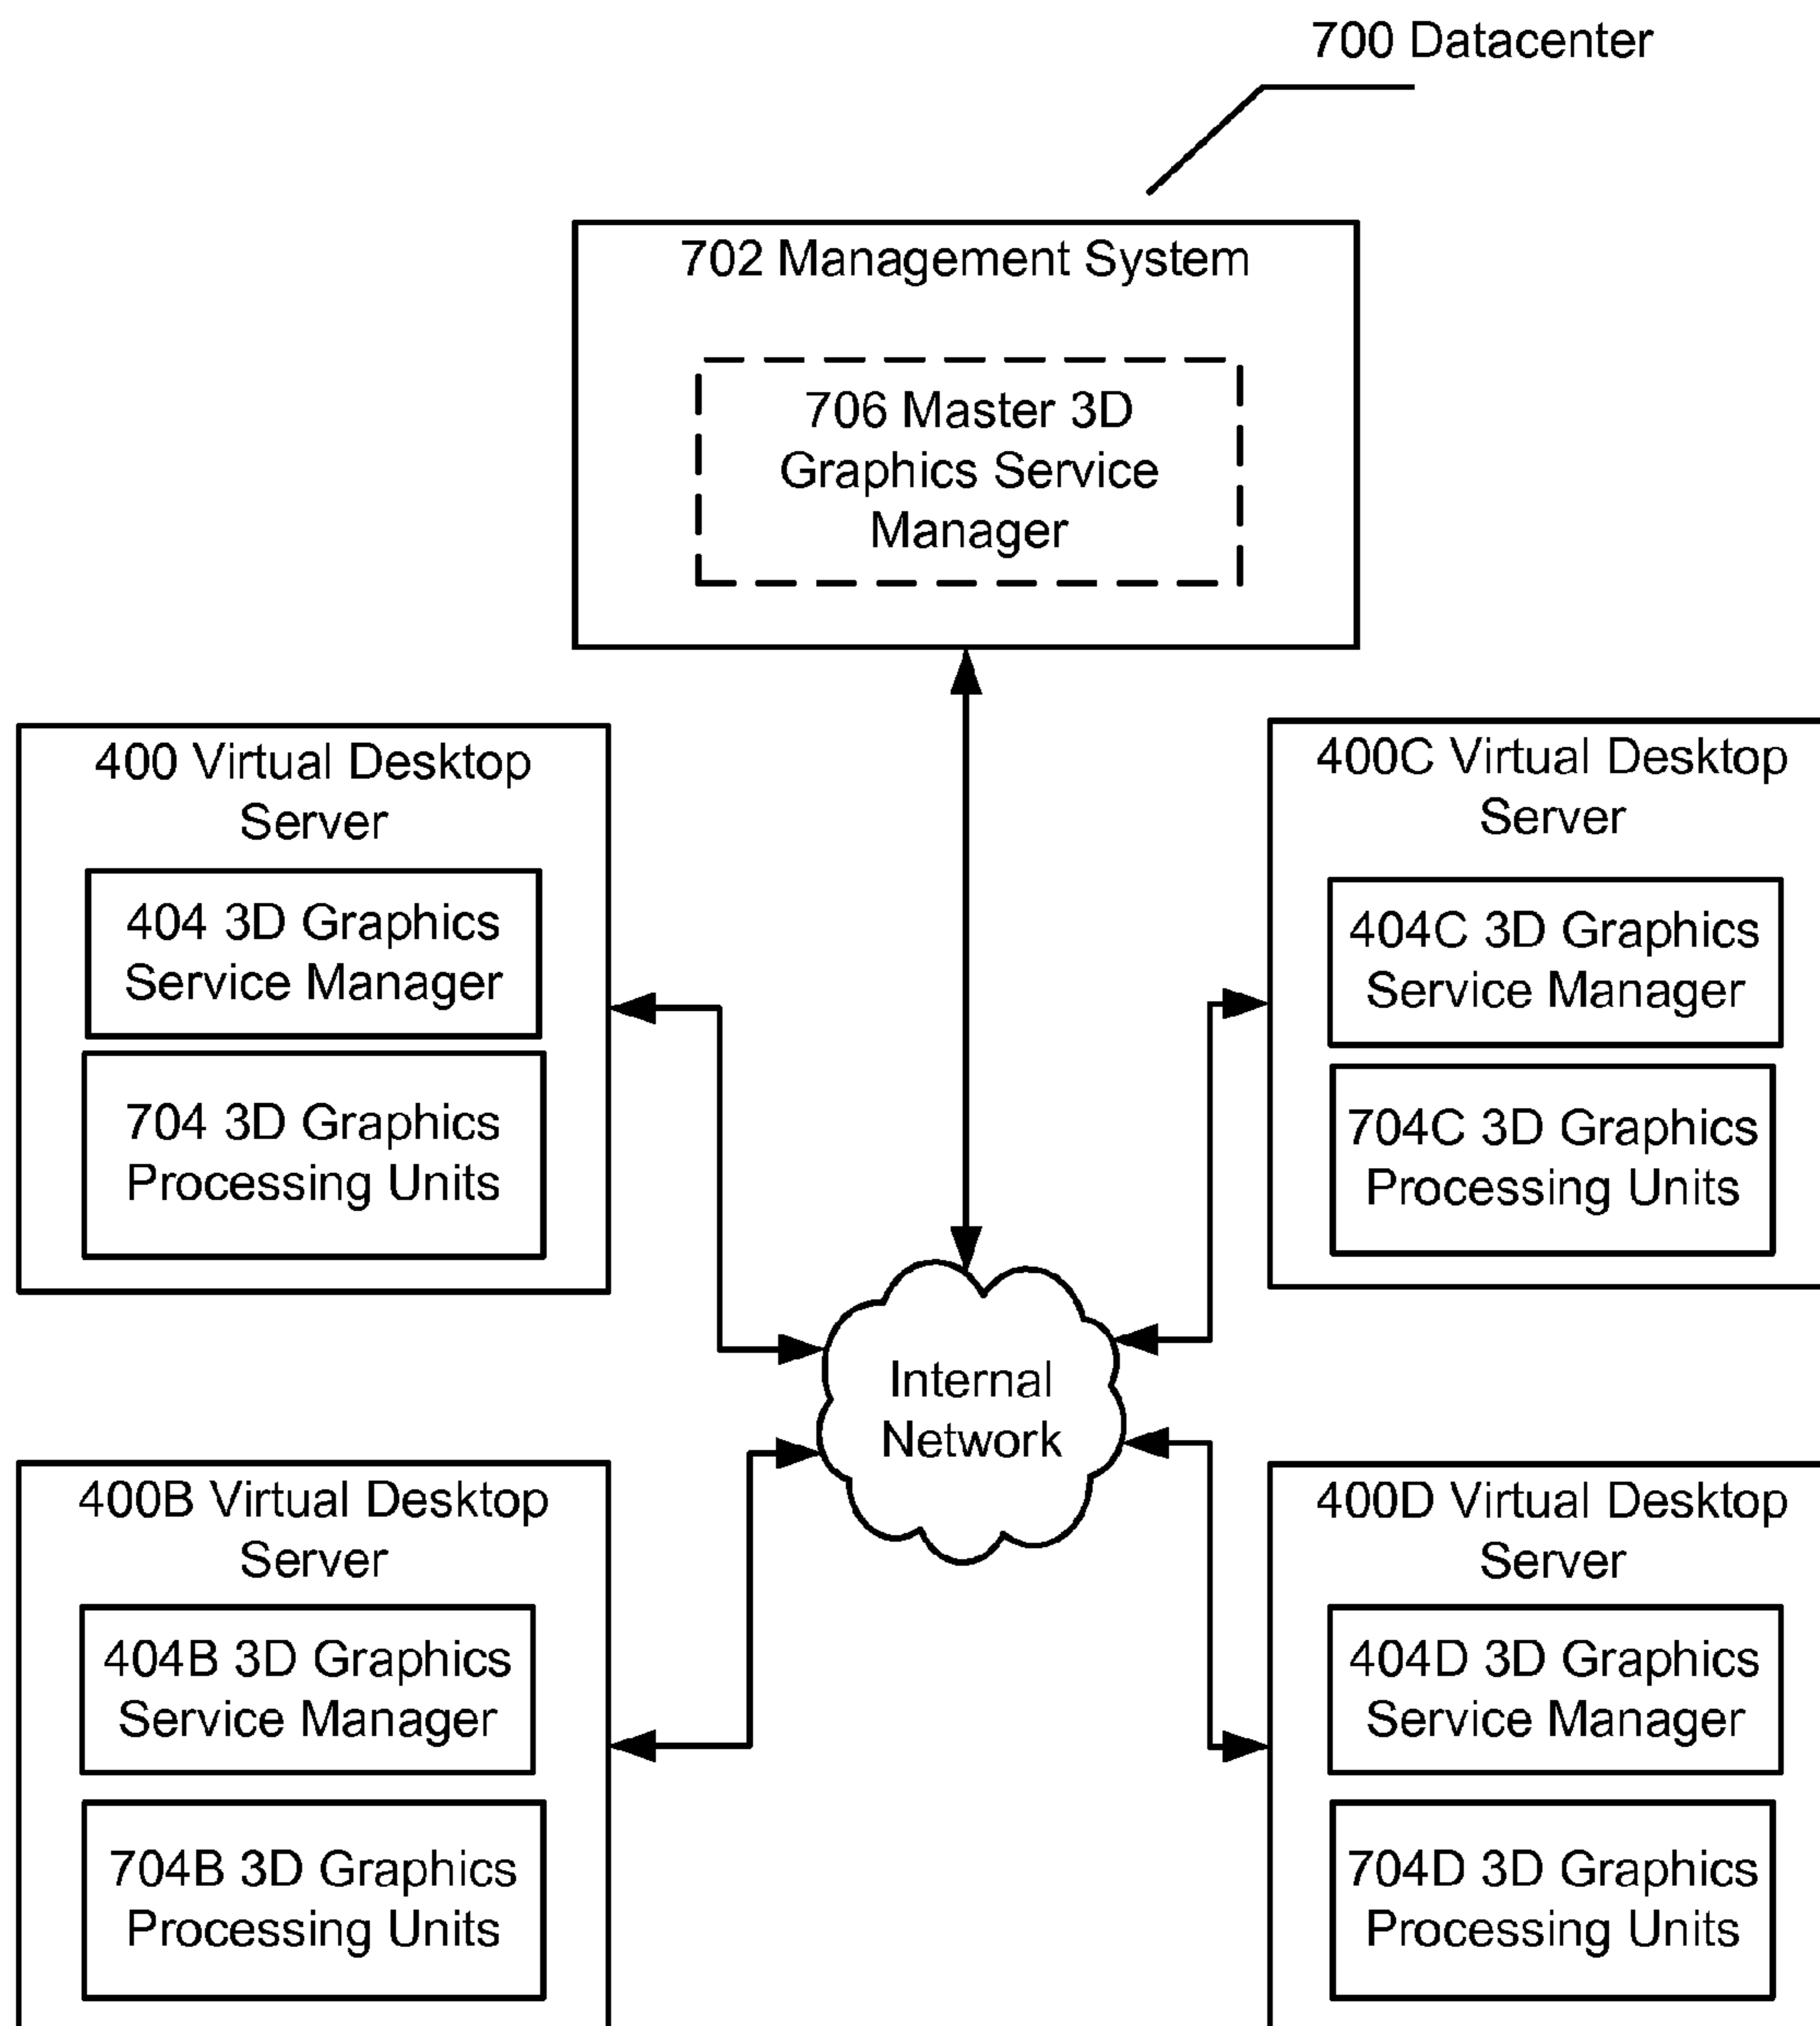 700 Datacenter
702 Management System
706 Master 3D
Graphics Service
Manager
400 Virtual Desktop
Server
404 3D Graphics
Service Manager
704 3D Graphics
Processing Units
400C Virtual Desktop
Server
404C 3D Graphics
Service Manager
704C 3D Graphics
Processing Units
Internal
Network
400B Virtual Desktop
Server
404B 3D Graphics
Service Manager
704B 3D Graphics
Processing Units
400D Virtual Desktop
Server
404D 3D Graphics
Service Manager
704D 3D Graphics
Processing Units